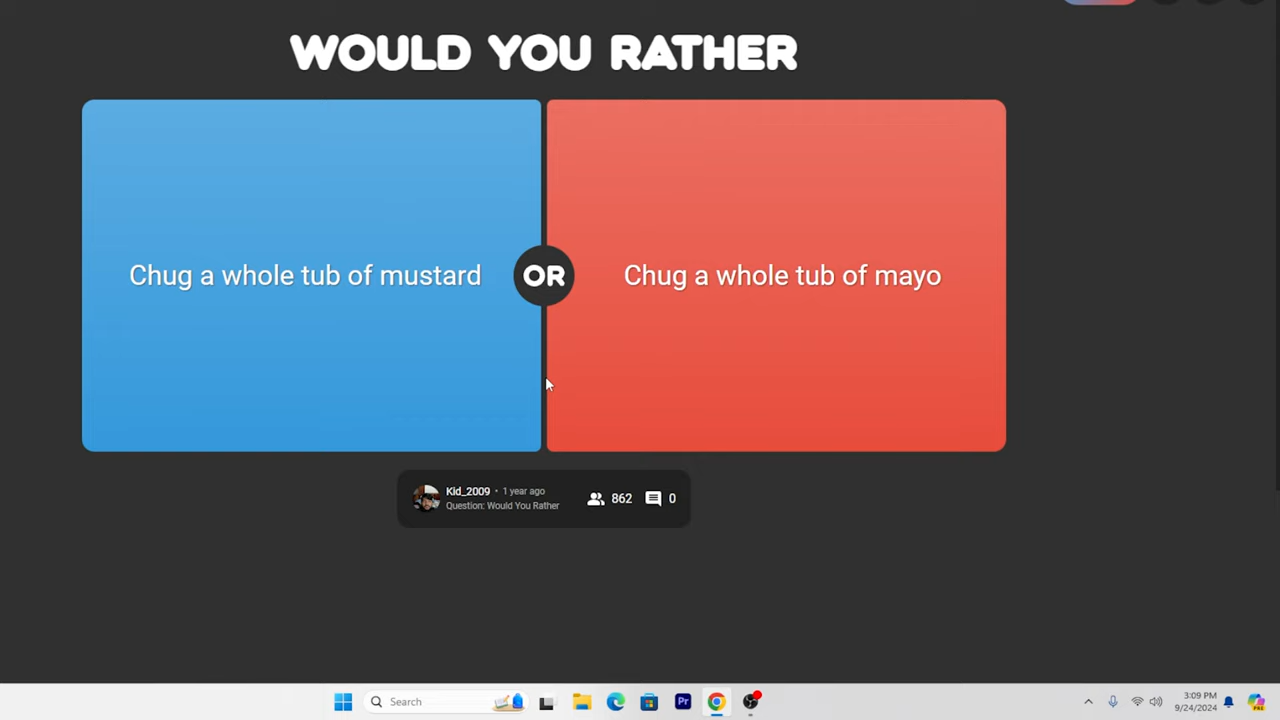 WOULD YOU RATHER
Chug a whole tub of mustard
OR
Chug a whole tub of mayo
Kid_2009 • 1 year ago
Question: Would You Rather
862
0
Search
Pr
3:09 PM
9/24/2024